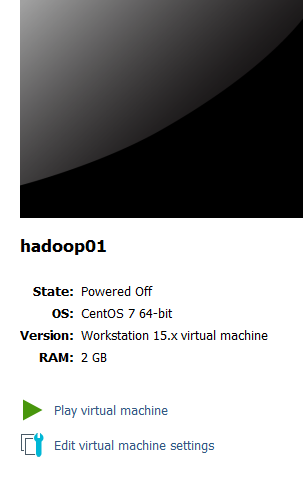 hadoop01
State: Powered Off
OS: CentOS 7 64-bit
Version: Workstation 15.x virtual machine
RAM: 2 GB
Play virtual machine
Edit virtual machine settings